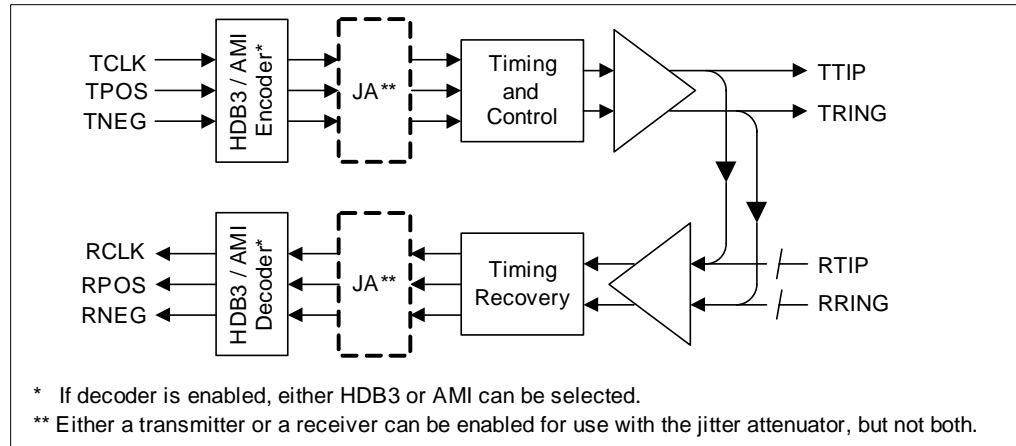 TCLK
TPOS
TNEG
HDB3 / AMI
Encoder*
JA**
Timing
and
Control
TTIP
TRING
RCLK
RPOS
RNEG
HDB3 / AMI
Decoder*
JA**
Timing
Recovery
RTIP
RRING
* If decoder is enabled, either HDB3 or AMI can be selected.
** Either a transmitter or a receiver can be enabled for use with the jitter attenuator, but not both.